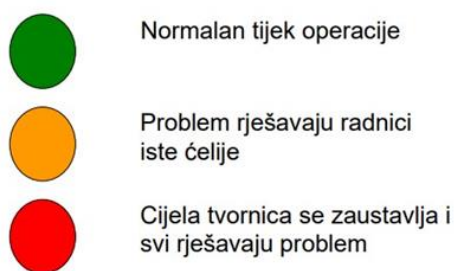 Normalan tijek operacije
Problem rješavaju radnici
iste ćelije
Cijela tvornica se zaustavlja i
svi rješavaju problem